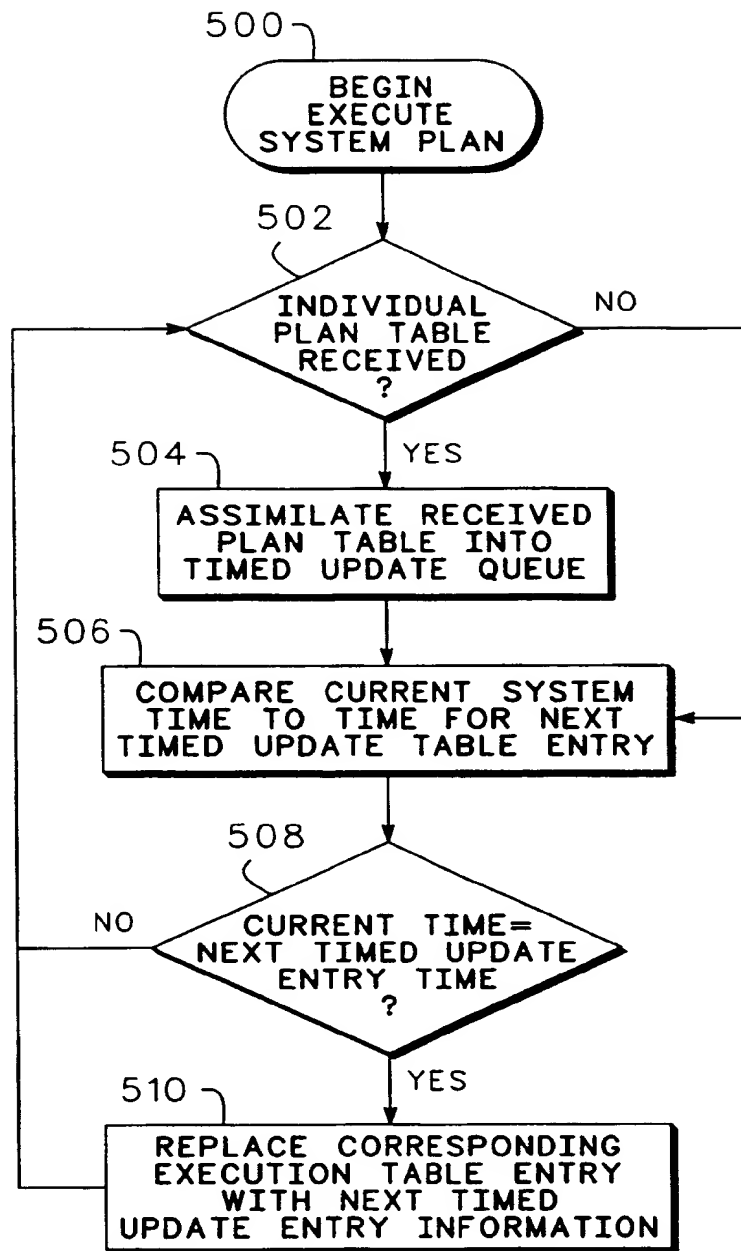 500
BEGIN
EXECUTE
SYSTEM PLAN
502
INDIVIDUAL
PLAN TABLE
RECEIVED
?
NO
YES
504
ASSIMILATE RECEIVED
PLAN TABLE INTO
TIMED UPDATE QUEUE
506
COMPARE CURRENT SYSTEM
TIME TO TIME FOR NEXT
TIMED UPDATE TABLE ENTRY
508
NO
CURRENT TIME=
NEXT TIMED UPDATE
ENTRY TIME
?
YES
510
REPLACE CORRESPONDING
EXECUTION TABLE ENTRY
WITH NEXT TIMED
UPDATE ENTRY INFORMATION